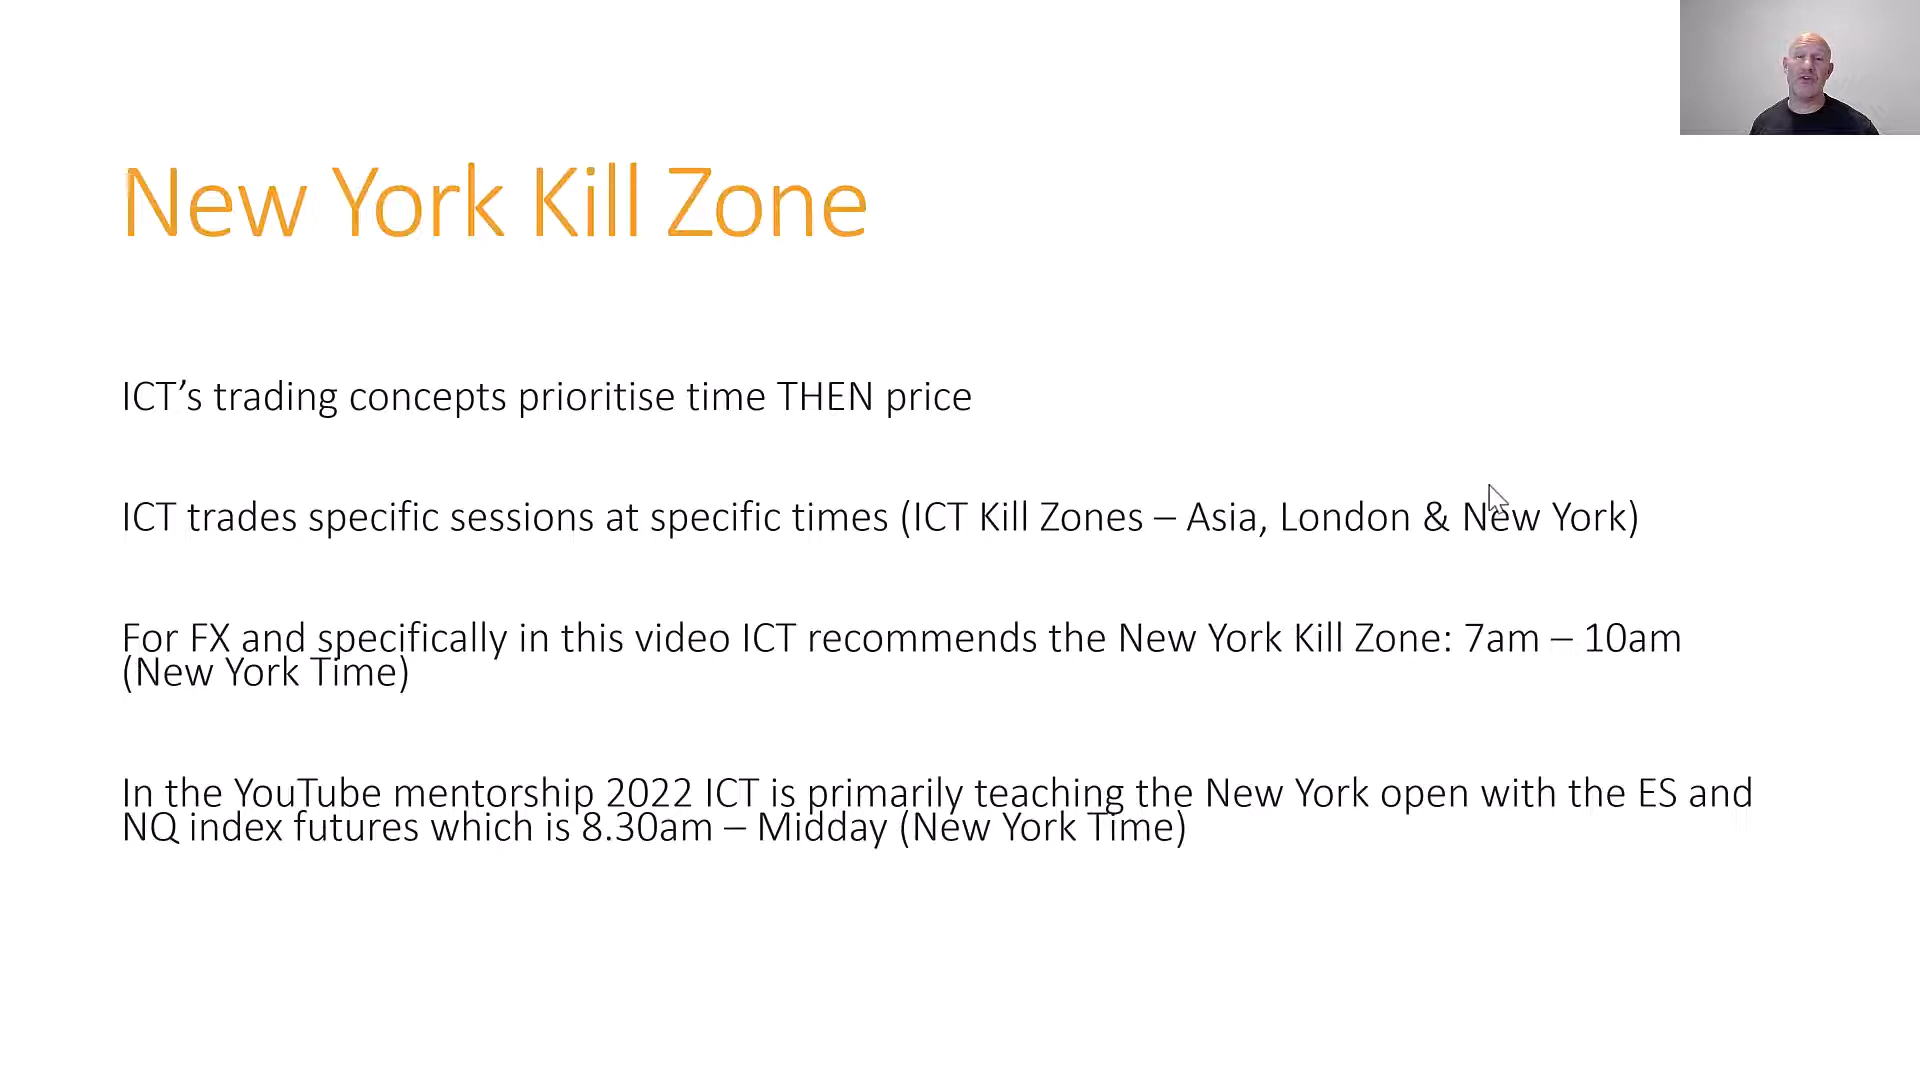 New York Kill Zone
ICT’s trading concepts prioritise time THEN price
ICT trades specific sessions at specific times (ICT Kill Zones – Asia, London & New York)
For FX and specifically in this video ICT recommends the New York Kill Zone: 7am – 10am
(New York Time)
In the YouTube mentorship 2022 ICT is primarily teaching the New York open with the ES and
NQ index futures which is 8.30am – Midday (New York Time)